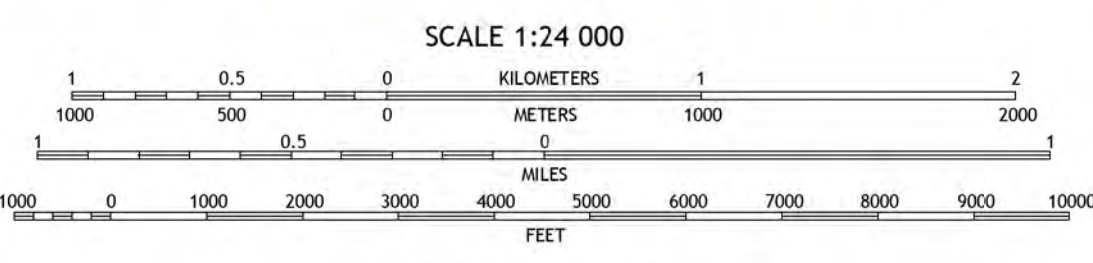 SCALE 1:24 000
1 0.5 0 KILOMETERS 1 2
1000 500 0 METERS 1000 2000
1 0.5 0 1
MILES
1000 0 1000 2000 3000 4000 5000 6000 7000 8000 9000 10000
FEET